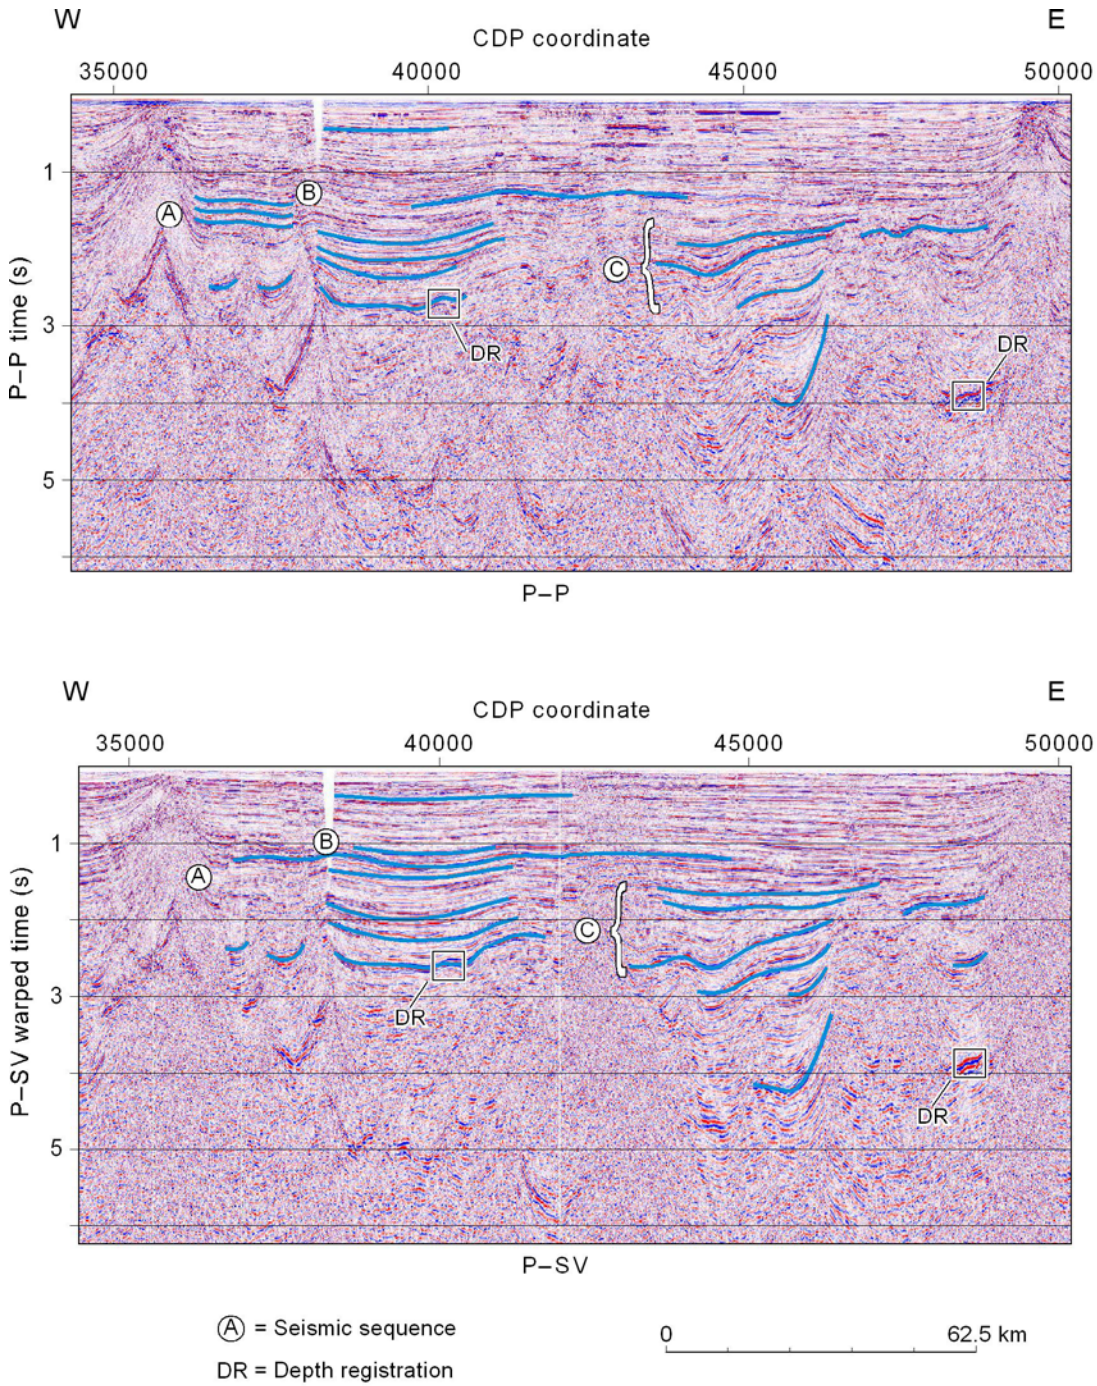 W E
CDP coordinate
35000 40000 45000 50000
P–P time (s)
1
3
5
A
B
C
DR
DR
P–P
W E
CDP coordinate
35000 40000 45000 50000
P–SV warped time (s)
1
3
5
A
B
C
DR
DR
P–SV
A = Seismic sequence
DR = Depth registration
0 62.5 km